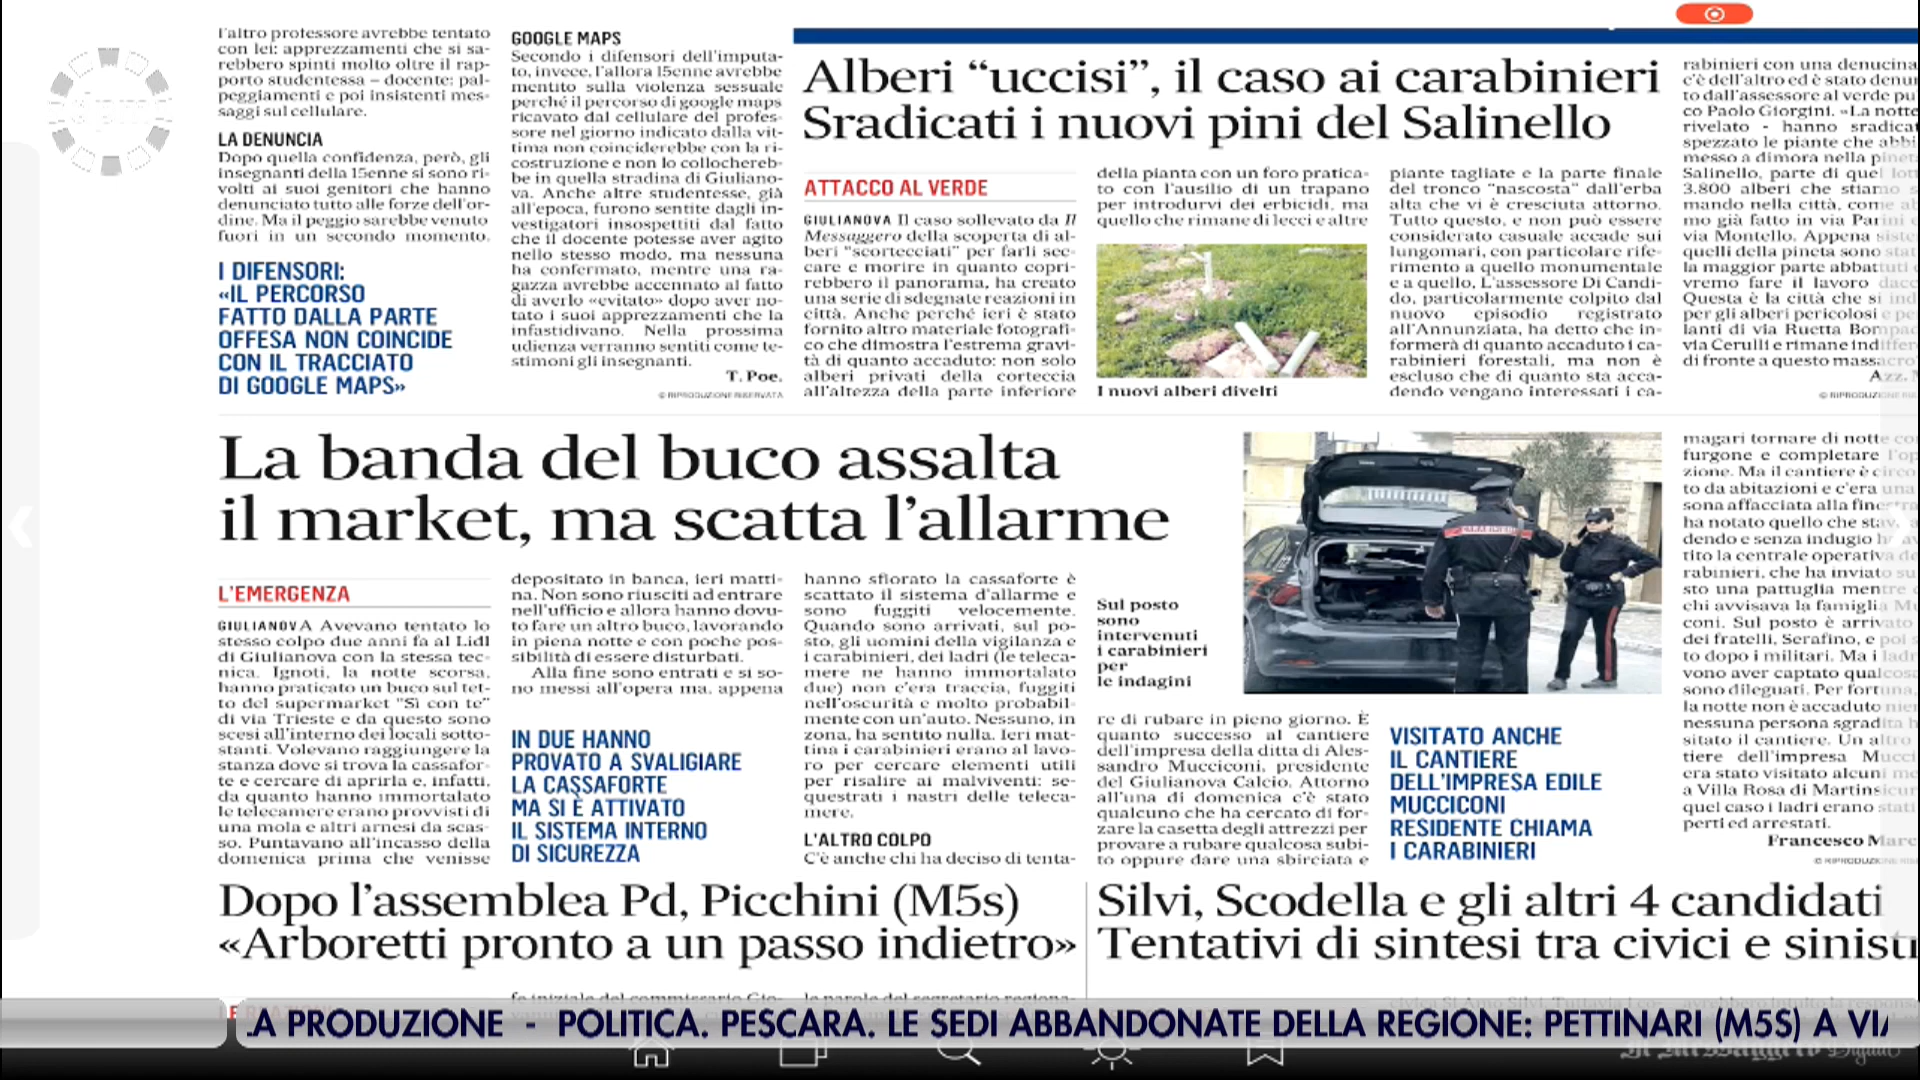 l'altro professore avrebbe tentato
con lei: apprezzamenti che si sa-
rebbero spinti molto oltre il rap-
porto studentessa – docente: pal-
peggiamenti e poi insistenti mes-
saggi sul cellulare.
LA DENUNCIA
Dopo quella confidenza, però, gli
insegnanti della 15enne si sono ri-
volti ai suoi genitori che hanno
denunciato tutto alle forze dell'or-
dine. Ma il peggio sarebbe venuto
fuori in un secondo momento.
I DIFENSORI:
«IL PERCORSO
FATTO DALLA PARTE
OFFESA NON COINCIDE
CON IL TRACCIATO
DI GOOGLE MAPS»
GOOGLE MAPS
Secondo i difensori dell'imputa-
to, invece, l'allora 15enne avrebbe
mentito sulla violenza sessuale
perché il percorso di google maps
ricavato dal cellulare del profes-
sore nel giorno indicato dalla vit-
tima non coinciderebbe con la ri-
costruzione e non lo collochereb-
be in quella stradina di Giuliano-
va. Anche altre studentesse, già
all'epoca, furono sentite dagli in-
vestigatori insospettiti dal fatto
che il docente potesse aver agito
nello stesso modo, ma nessuna
ha confermato, mentre una ra-
gazza avrebbe accennato al fatto
di averlo «evitato» dopo aver no-
tato i suoi apprezzamenti che la
infastidivano. Nella prossima
udienza verranno sentiti come te-
stimoni gli insegnanti.
T. Poe.
© RIPRODUZIONE RISERVATA
Alberi “uccisi”, il caso ai carabinieri
Sradicati i nuovi pini del Salinello
ATTACCO AL VERDE
GIULIANOVA Il caso sollevato da Il
Messaggero della scoperta di al-
beri “scortecciati” per farli sec-
care e morire in quanto copri-
rebbero il panorama, ha creato
una serie di sdegnate reazioni in
città. Anche perché ieri è stato
fornito altro materiale fotografi-
co che dimostra l'estrema gravi-
tà di quanto accaduto: non solo
alberi privati della corteccia
all'altezza della parte inferiore
della pianta con un foro pratica-
to con l'ausilio di un trapano
per introdurvi dei erbicidi, ma
quello che rimane di lecci e altre
I nuovi alberi divelti
piante tagliate e la parte finale
del tronco “nascosta” dall'erba
alta che vi è cresciuta attorno.
Tutto questo, e non può essere
considerato casuale accade sui
lungomari, con particolare rife-
rimento a quello monumentale
e a quello, L'assessore Di Candi-
do, particolarmente colpito dal
nuovo episodio registrato
all'Annunziata, ha detto che in-
formerà di quanto accaduto i ca-
rabinieri forestali, ma non è
escluso che di quanto sta acca-
dendo vengano interessati i ca-
rabinieri con una denucina
c'è dell'altro ed è stato denun
to dall'assessore al verde pu
co Paolo Giorgini. «La notte
rivelato - hanno sradicat
spezzato le piante che abbi
messo a dimora nella pinet
Salinello, parte di quel lott
3.800 alberi che stiamo s
mando nella città, come ab
mo già fatto in via Parini e
via Montello. Appena siste
quelli della pineta sono stat
la maggior parte abbattuti
vremo fare il lavoro dacc
Questa è la città che si ind
per gli alberi pericolosi e pe
lanti di via Ruetta Bompad
via Cerulli e rimane indiffer
di fronte a questo massacro
Azz.
© RIPRODUZIONE
La banda del buco assalta
il market, ma scatta l'allarme
L'EMERGENZA
GIULIANOVA Avevano tentato lo
stesso colpo due anni fa al Lidl
di Giulianova con la stessa tec-
nica. Ignoti, la notte scorsa,
hanno praticato un buco sul tet-
to del supermarket “Sì con te”
di via Trieste e da questo sono
scesi all'interno dei locali sotto-
stanti. Volevano raggiungere la
stanza dove si trova la cassafor-
te e cercare di aprirla e, infatti,
da quanto hanno immortalato
le telecamere erano provvisti di
una mola e altri arnesi da scas-
so. Puntavano all'incasso della
domenica prima che venisse
depositato in banca, ieri matti-
na. Non sono riusciti ad entrare
nell'ufficio e allora hanno dovu-
to fare un altro buco, lavorando
in piena notte e con poche pos-
sibilità di essere disturbati.
Alla fine sono entrati e si so-
no messi all'opera ma, appena
IN DUE HANNO
PROVATO A SVALIGIARE
LA CASSAFORTE
MA SI È ATTIVATO
IL SISTEMA INTERNO
DI SICUREZZA
hanno sfiorato la cassaforte è
scattato il sistema d'allarme e
sono fuggiti velocemente.
Quando sono arrivati, sul po-
sto, gli uomini della vigilanza e
i carabinieri, dei ladri (le teleca-
mere ne hanno immortalato
due) non c'era traccia, fuggiti
nell'oscurità e molto probabil-
mente con un'auto. Nessuno, in
zona, ha sentito nulla. Ieri mat-
tina i carabinieri erano al lavo-
ro per cercare elementi utili
per risalire ai malviventi: se-
questrati i nastri delle teleca-
mere.
L'ALTRO COLPO
C'è anche chi ha deciso di tenta-
Sul posto
sono
intervenuti
i carabinieri
per
le indagini
CARABINIERI
re di rubare in pieno giorno. È
quanto successo al cantiere
dell'impresa della ditta di Ales-
sandro Mucciconi, presidente
del Giulianova Calcio. Attorno
all'una di domenica c'è stato
qualcuno che ha cercato di for-
zare la casetta degli attrezzi per
provare a rubare qualcosa subi-
to oppure dare una sbirciata e
VISITATO ANCHE
IL CANTIERE
DELL'IMPRESA EDILE
MUCCICONI
RESIDENTE CHIAMA
I CARABINIERI
magari tornare di notte co
furgone e completare l'op
zione. Ma il cantiere è circo
to da abitazioni e c'era una
sona affacciata alla finestra
ha notato quello che stav
dendo e senza indugio h av
tito la centrale operativa de
rabinieri, che ha inviato su
sto una pattuglia mentre
chi avvisava la famiglia Mu
coni. Sul posto è arrivato
dei fratelli, Serafino, e poi s
to dopo i militari. Ma i ladr
vono aver captato qualcosa
sono dileguati. Per fortuna,
la notte non è accaduto nien
nessuna persona sgradita h
sitato il cantiere. Un altro
tiere dell'impresa Mucci
era stato visitato alcuni me
a Villa Rosa di Martinsicur
quel caso i ladri erano stati
perti ed arrestati.
Francesco Marc
© RIPRODUZIONE
Dopo l'assemblea Pd, Picchini (M5s)
«Arboretti pronto a un passo indietro»
Silvi, Scodella e gli altri 4 candidati
Tentativi di sintesi tra civici e sinist
.A PRODUZIONE - POLITICA. PESCARA. LE SEDI ABBANDONATE DELLA REGIONE: PETTINARI (M5S) A VIA
Il Messaggero Digital